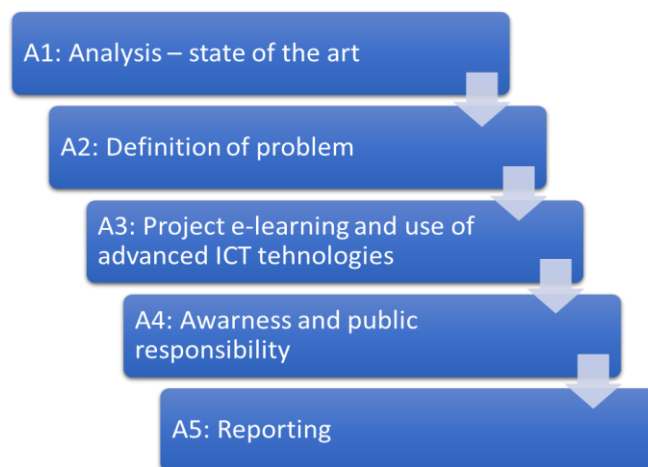 A1: Analysis – state of the art
A2: Definition of problem
A3: Project e-learning and use of
advanced ICT tehnologies
A4: Awarness and public
responsibility
A5: Reporting